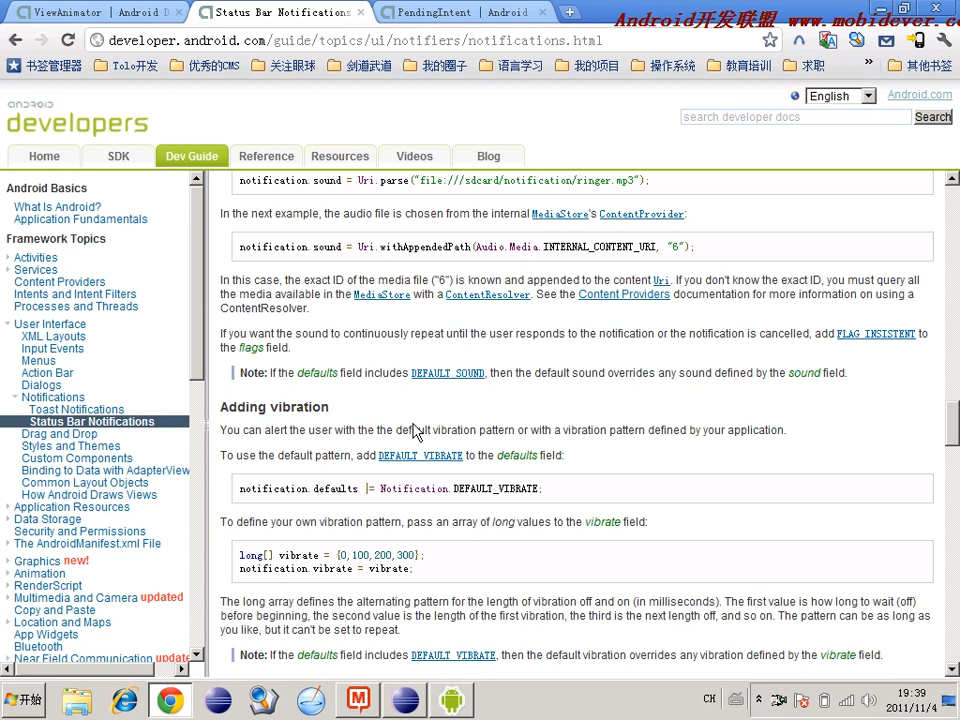 ViewAnimator | Android D
Status Bar Notifications
PendingIntent | Android
Android开发联盟 www.mobidever.co
developer.android.com/guide/topics/ui/notifiers/notifications.html
书签管理器 Tolo开发 优秀的CMS 关注眼球 剑道武道 我的圈子 语言学习 我的项目 操作系统 教育培训 求职 » 其他书签
English
Android.com
android
developers
search developer docs
Search
Home SDK Dev Guide Reference Resources Videos Blog
Android Basics
What Is Android?
Application Fundamentals
Framework Topics
Activities
Services
Content Providers
Intents and Intent Filters
Processes and Threads
User Interface
XML Layouts
Input Events
Menus
Action Bar
Dialogs
Notifications
Toast Notifications
Status Bar Notifications
Drag and Drop
Styles and Themes
Custom Components
Binding to Data with AdapterView
Common Layout Objects
How Android Draws Views
Application Resources
Data Storage
Security and Permissions
The AndroidManifest.xml File
Graphics new!
Animation
RenderScript
Multimedia and Camera updated
Copy and Paste
Location and Maps
App Widgets
Bluetooth
Near Field Communication update
notification.sound = Uri.parse("file:///sdcard/notification/ringer.mp3");
In the next example, the audio file is chosen from the internal MediaStore's ContentProvider:
notification.sound = Uri.withAppendedPath(Audio.Media.INTERNAL_CONTENT_URI, "6");
In this case, the exact ID of the media file ("6") is known and appended to the content Uri. If you don't know the exact ID, you must query all
the media available in the MediaStore with a ContentResolver. See the Content Providers documentation for more information on using a
ContentResolver.
If you want the sound to continuously repeat until the user responds to the notification or the notification is cancelled, add FLAG_INSISTENT to
the flags field.
Note: If the defaults field includes DEFAULT_SOUND, then the default sound overrides any sound defined by the sound field.
Adding vibration
You can alert the user with the the default vibration pattern or with a vibration pattern defined by your application.
To use the default pattern, add DEFAULT_VIBRATE to the defaults field:
notification.defaults |= Notification.DEFAULT_VIBRATE;
To define your own vibration pattern, pass an array of long values to the vibrate field:
long[] vibrate = {0,100,200,300};
notification.vibrate = vibrate;
The long array defines the alternating pattern for the length of vibration off and on (in milliseconds). The first value is how long to wait (off)
before beginning, the second value is the length of the first vibration, the third is the next length off, and so on. The pattern can be as long as
you like, but it can't be set to repeat.
Note: If the defaults field includes DEFAULT_VIBRATE, then the default vibration overrides any vibration defined by the vibrate field.
开始
CH
19:39
2011/11/4